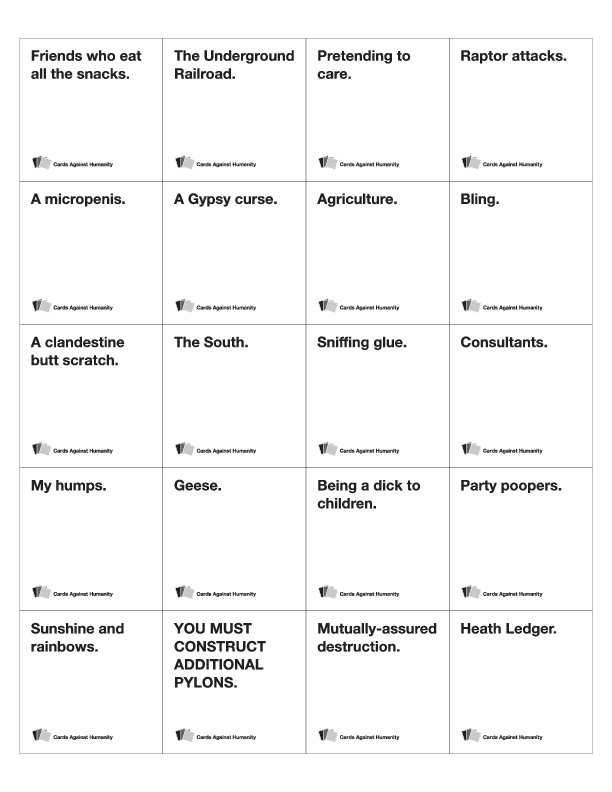 Friends who eat
all the snacks.
Cards Against Humanity
The Underground
Railroad.
Cards Against Humanity
Pretending to
care.
Cards Against Humanity
Raptor attacks.
Cards Against Humanity
A micropenis.
Cards Against Humanity
A Gypsy curse.
Cards Against Humanity
Agriculture.
Cards Against Humanity
Bling.
Cards Against Humanity
A clandestine
butt scratch.
Cards Against Humanity
The South.
Cards Against Humanity
Sniffing glue.
Cards Against Humanity
Consultants.
Cards Against Humanity
My humps.
Cards Against Humanity
Geese.
Cards Against Humanity
Being a dick to
children.
Cards Against Humanity
Party poopers.
Cards Against Humanity
Sunshine and
rainbows.
Cards Against Humanity
YOU MUST
CONSTRUCT
ADDITIONAL
PYLONS.
Cards Against Humanity
Mutually-assured
destruction.
Cards Against Humanity
Heath Ledger.
Cards Against Humanity